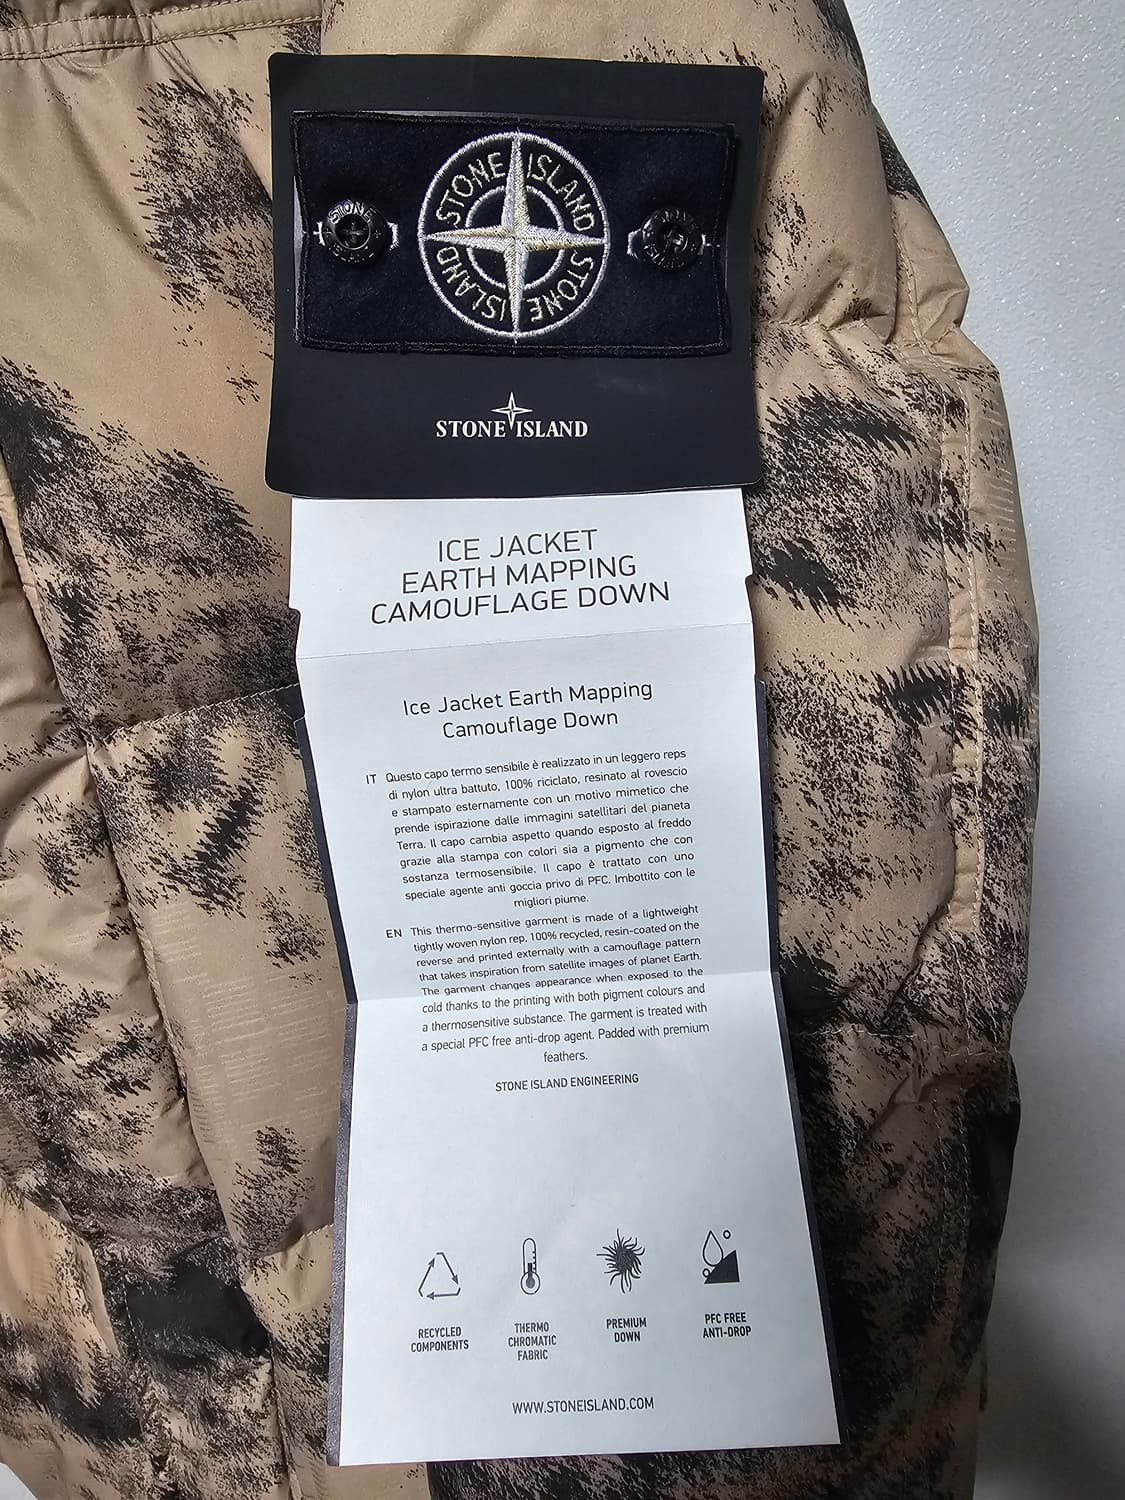 STONE ISLAND
STONE ISLAND
STONE
STONE ISLAND
ICE JACKET
EARTH MAPPING
CAMOUFLAGE DOWN
Ice Jacket Earth Mapping
Camouflage Down
IT Questo capo termo sensibile è realizzato in un leggero reps
di nylon ultra battuto, 100% riciclato, resinato al rovescio
e stampato esternamente con un motivo mimetico che
prende ispirazione dalle immagini satellitari del pianeta
Terra. Il capo cambia aspetto quando esposto al freddo
grazie alla stampa con colori sia a pigmento che con
sostanza termosensibile. Il capo è trattato con uno
speciale agente anti goccia privo di PFC. Imbottito con le
migliori piume.
EN This thermo-sensitive garment is made of a lightweight
tightly woven nylon rep, 100% recycled, resin-coated on the
reverse and printed externally with a camouflage pattern
that takes inspiration from satellite images of planet Earth.
The garment changes appearance when exposed to the
cold thanks to the printing with both pigment colours and
a thermosensitive substance. The garment is treated with
a special PFC free anti-drop agent. Padded with premium
feathers.
STONE ISLAND ENGINEERING
RECYCLED
COMPONENTS
THERMO
CHROMATIC
FABRIC
PREMIUM
DOWN
PFC FREE
ANTI-DROP
WWW.STONEISLAND.COM